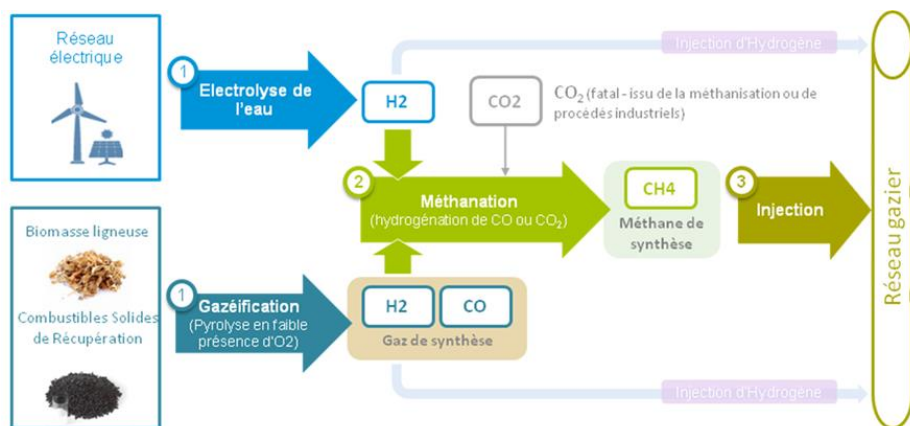 Réseau
électrique
1
Electrolyse de
l'eau
H2
Injection d'Hydrogène
CO2
CO2 (fatal - issu de la méthanisation ou de
procédés industriels)
2
Méthanation
(hydrogénation de CO ou CO2)
CH4
Méthane de
synthèse
3
Injection
Réseau gazier
Biomasse ligneuse
Combustibles Solides
de Récupération
1
Gazéification
(Pyrolyse en faible
présence d'O2)
H2
CO
Gaz de synthèse
Injection d'Hydrogène